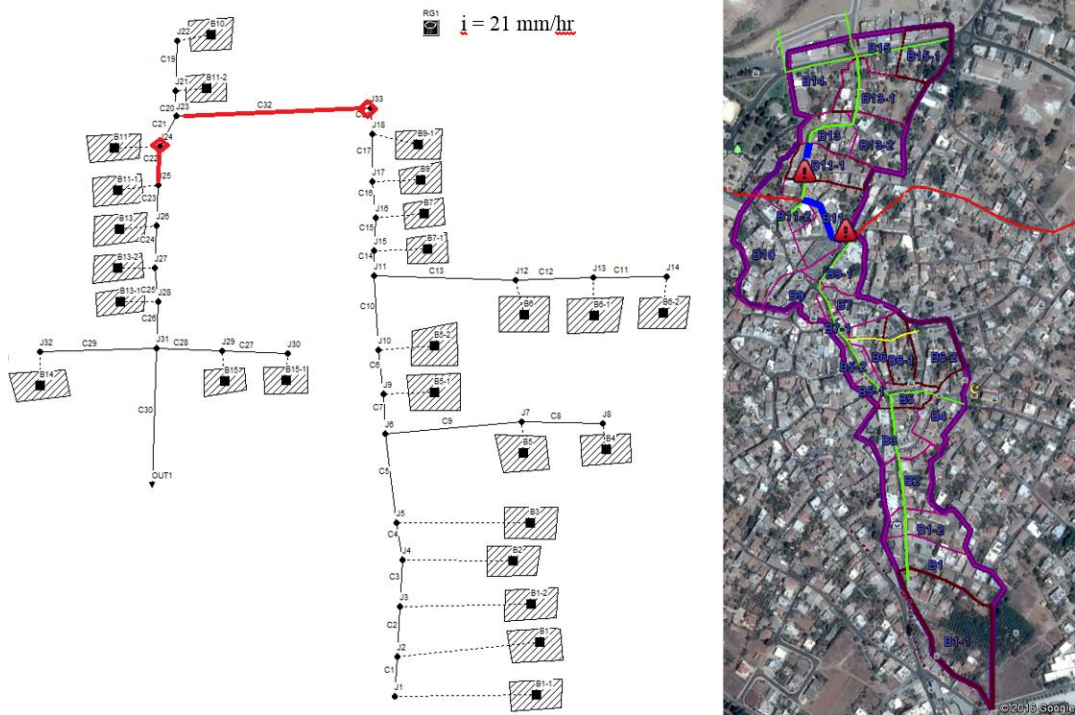 RG1
i = 21 mm/hr
J22
B10
C19
J21
B11-2
C20
J23
C32
J33
C21
J24
B11
C22
J18
B9-1
C17
B11-1
J25
C23
J17
B9
C16
B13
J26
C24
J16
B7
C15
B13-2
J27
J15
B7-1
C14
C25
B13-1
J28
C26
J11
C13
J12
C12
J13
C11
J14
B6
B6-1
B6-2
C10
J32
C29
J31
C28
J29
C27
J30
B14
B15
B15-1
J10
B5-2
J9
B5-1
C7
C30
J6
C9
J7
C8
J8
B5
B4
C5
OUT1
J5
B3
C4
J4
B2
C3
J3
B1-2
C2
J2
B1
C1
J1
B1-1
B15
B15-1
B14
B13-1
B13
B13-2
B11-1
B11-2
B11
B10
B9-1
B9
B7
B7-1
B6
B6-1
B6-2
B5-2
B5-1
B5
B4
B3
B2
B1-2
B1
B1-1
© 2018 Google